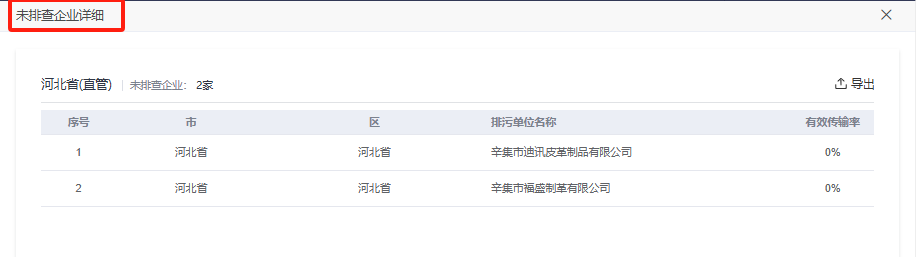 未排查企业详细
河北省(直管) 未排查企业: 2家 导出
序号 市 区 排污单位名称 有效传输率
1 河北省 河北省 辛集市迪讯皮革制品有限公司 0%
2 河北省 河北省 辛集市福盛制革有限公司 0%